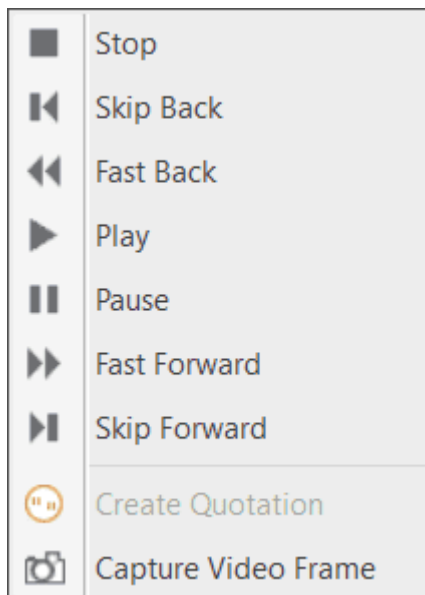 Stop
Skip Back
Fast Back
Play
Pause
Fast Forward
Skip Forward
Create Quotation
Capture Video Frame